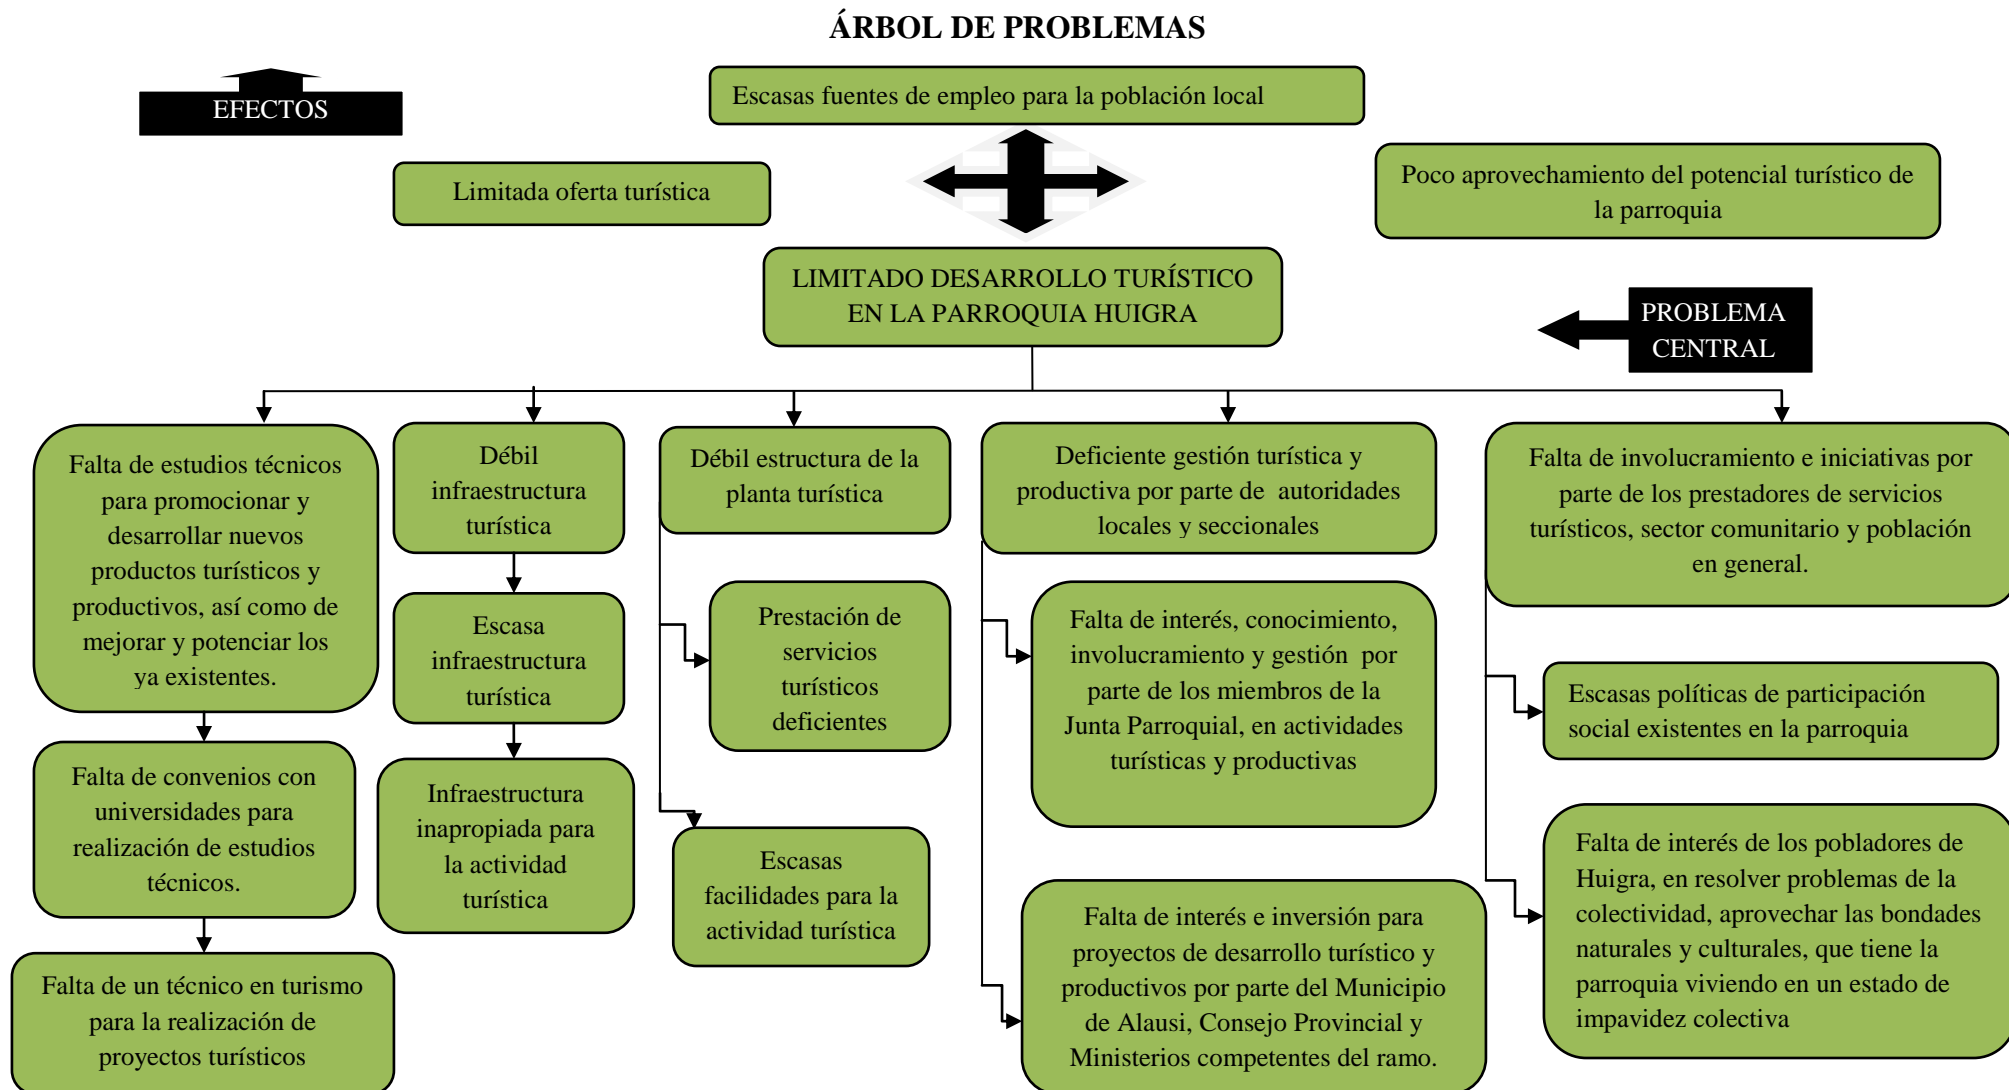 ÁRBOL DE PROBLEMAS
EFECTOS
Escasas fuentes de empleo para la población local
Limitada oferta turística
Poco aprovechamiento del potencial turístico de
la parroquia
LIMITADO DESARROLLO TURÍSTICO
EN LA PARROQUIA HUIGRA
PROBLEMA
CENTRAL
Falta de estudios técnicos
para promocionar y
desarrollar nuevos
productos turísticos y
productivos, así como de
mejorar y potenciar los
ya existentes.
Falta de convenios con
universidades para
realización de estudios
técnicos.
Falta de un técnico en turismo
para la realización de
proyectos turísticos
Débil
infraestructura
turística
Escasa
infraestructura
turística
Infraestructura
inapropiada para
la actividad
turística
Débil estructura de la
planta turística
Prestación de
servicios
turísticos
deficientes
Escasas
facilidades para la
actividad turística
Deficiente gestión turística y
productiva por parte de autoridades
locales y seccionales
Falta de interés, conocimiento,
involucramiento y gestión por
parte de los miembros de la
Junta Parroquial, en actividades
turísticas y productivas
Falta de interés e inversión para
proyectos de desarrollo turístico y
productivos por parte del Municipio
de Alausi, Consejo Provincial y
Ministerios competentes del ramo.
Falta de involucramiento e iniciativas por
parte de los prestadores de servicios
turísticos, sector comunitario y población
en general.
Escasas políticas de participación
social existentes en la parroquia
Falta de interés de los pobladores de
Huigra, en resolver problemas de la
colectividad, aprovechar las bondades
naturales y culturales, que tiene la
parroquia viviendo en un estado de
impavidez colectiva